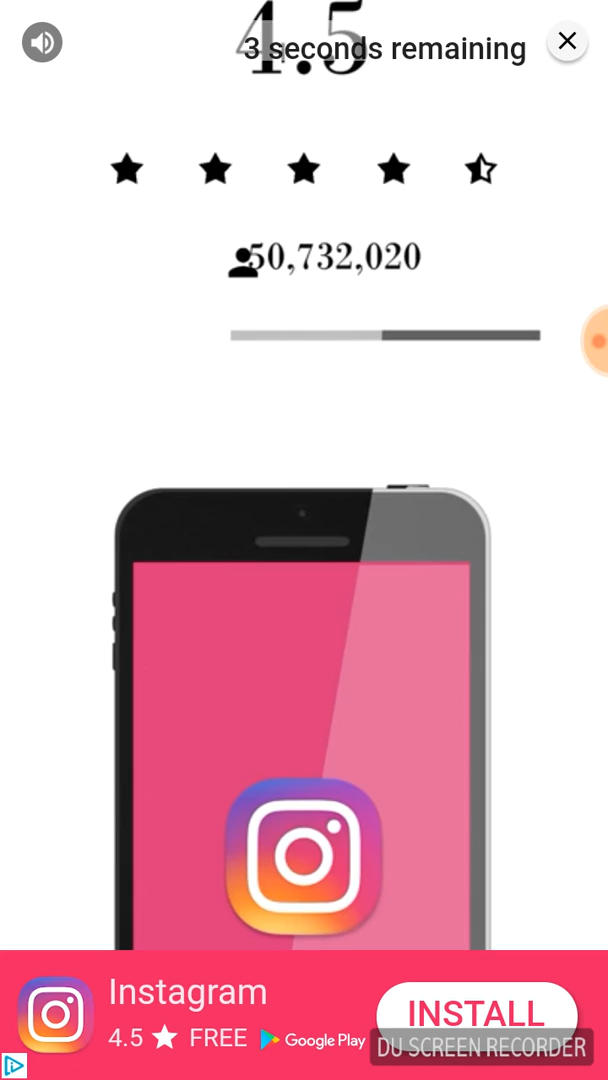 4.5
3 seconds remaining
50,732,020
Instagram
4.5 FREE Google Play
INSTALL
DU SCREEN RECORDER